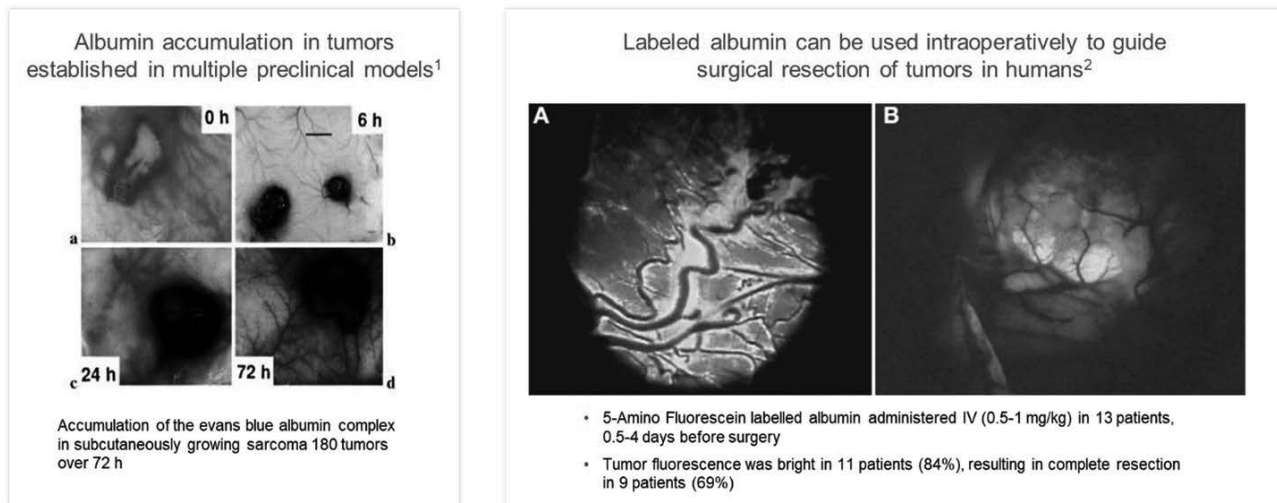 Albumin accumulation in tumors
established in multiple preclinical models1
0 h
6 h
a
b
24 h
72 h
c
d
Accumulation of the evans blue albumin complex
in subcutaneously growing sarcoma 180 tumors
over 72 h
Labeled albumin can be used intraoperatively to guide
surgical resection of tumors in humans2
A
B
• 5-Amino Fluorescein labelled albumin administered IV (0.5-1 mg/kg) in 13 patients,
0.5-4 days before surgery
• Tumor fluorescence was bright in 11 patients (84%), resulting in complete resection
in 9 patients (69%)